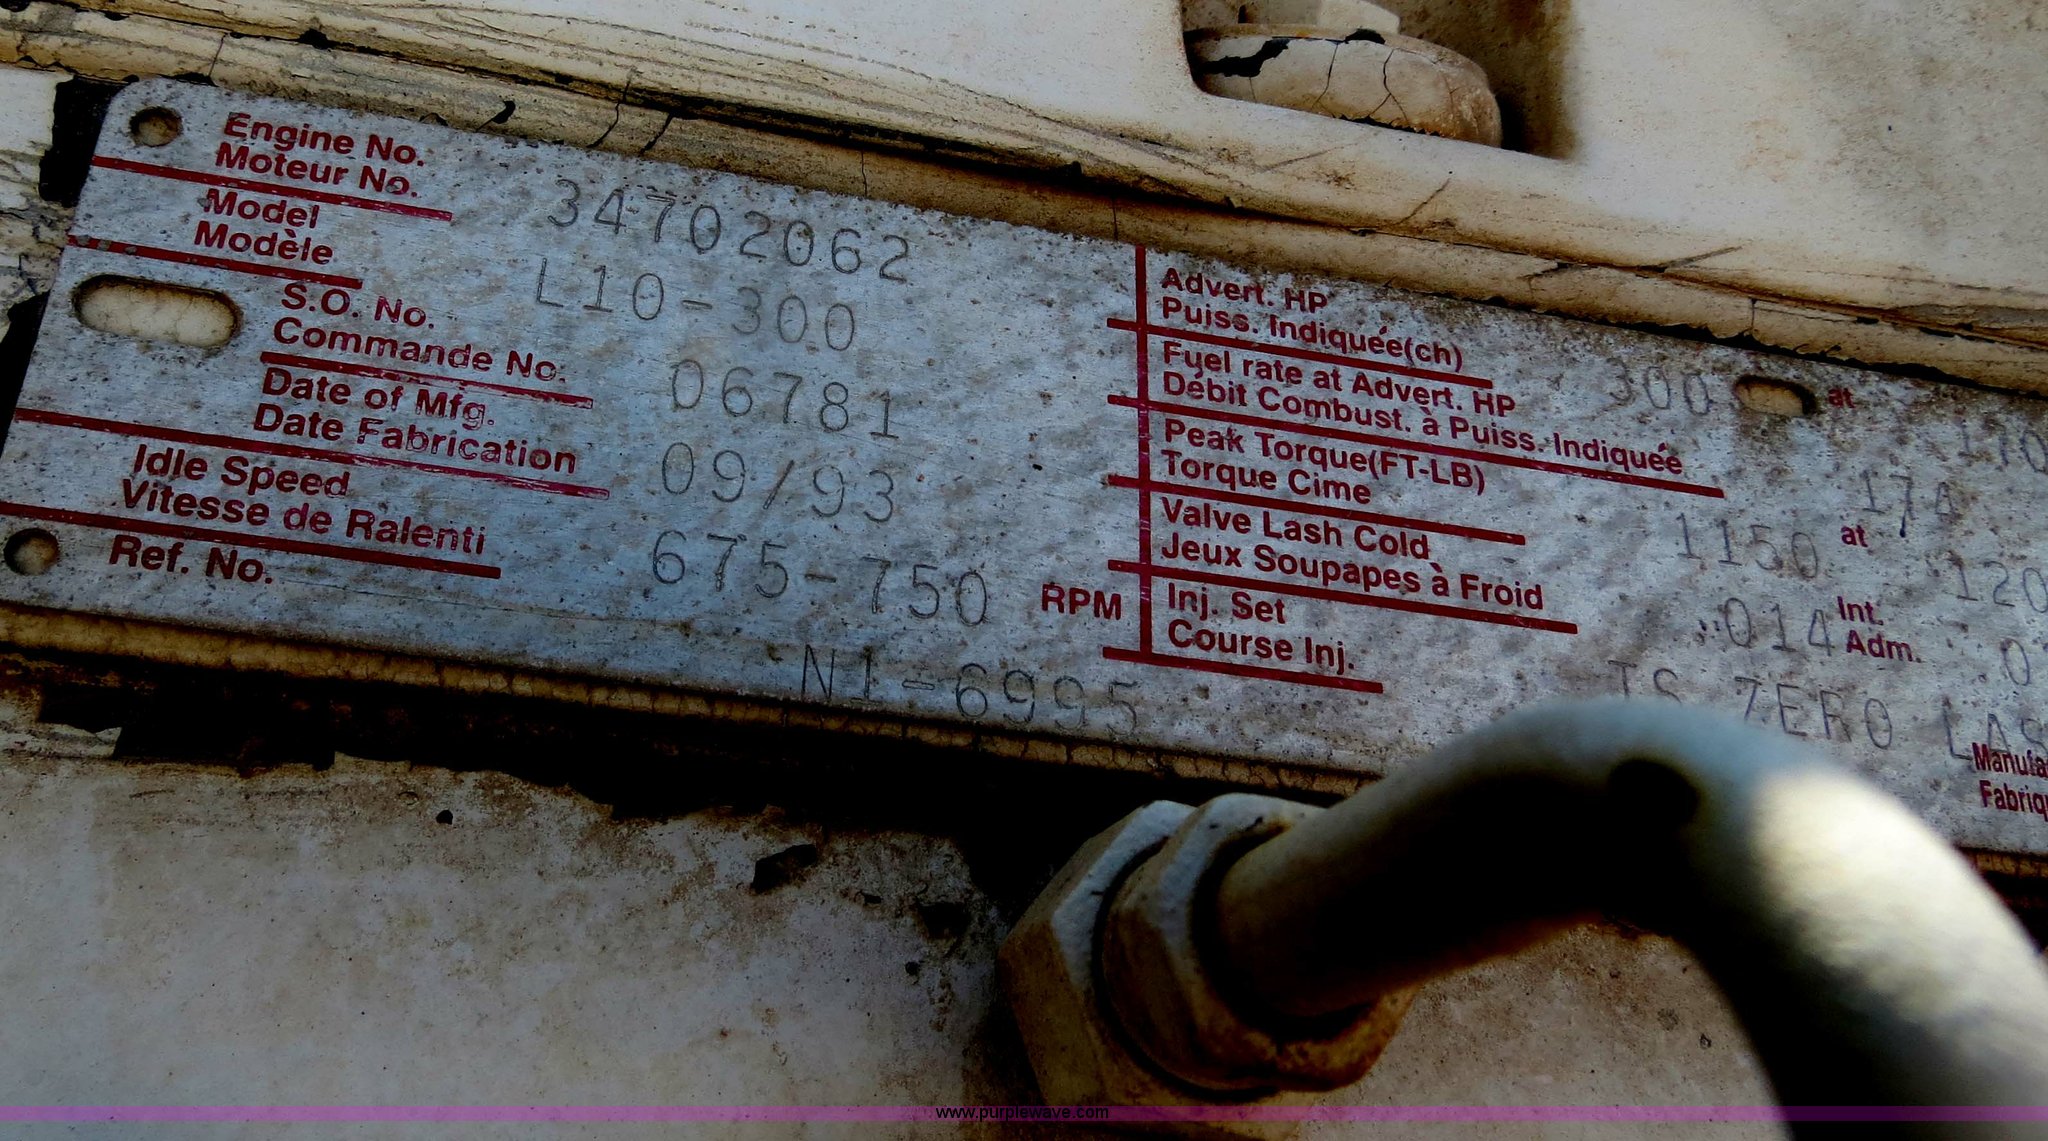 Engine No.
Moteur No. 34702062
Model
Modèle L10-300
S.O. No.
Commande No. 06781
Date of Mfg.
Date Fabrication 09/93
Idle Speed
Vitesse de Ralenti 675-750 RPM
Ref. No. N1-6995
Advert. HP
Puiss. Indiquée(ch) 300 at
Fuel rate at Advert. HP
Débit Combust. à Puiss. Indiquée 174
Peak Torque(FT-LB)
Torque Cime 1150 at
Valve Lash Cold
Jeux Soupapes à Froid .014 Int.
Adm.
Inj. Set
Course Inj. ZERO
www.purplewave.com